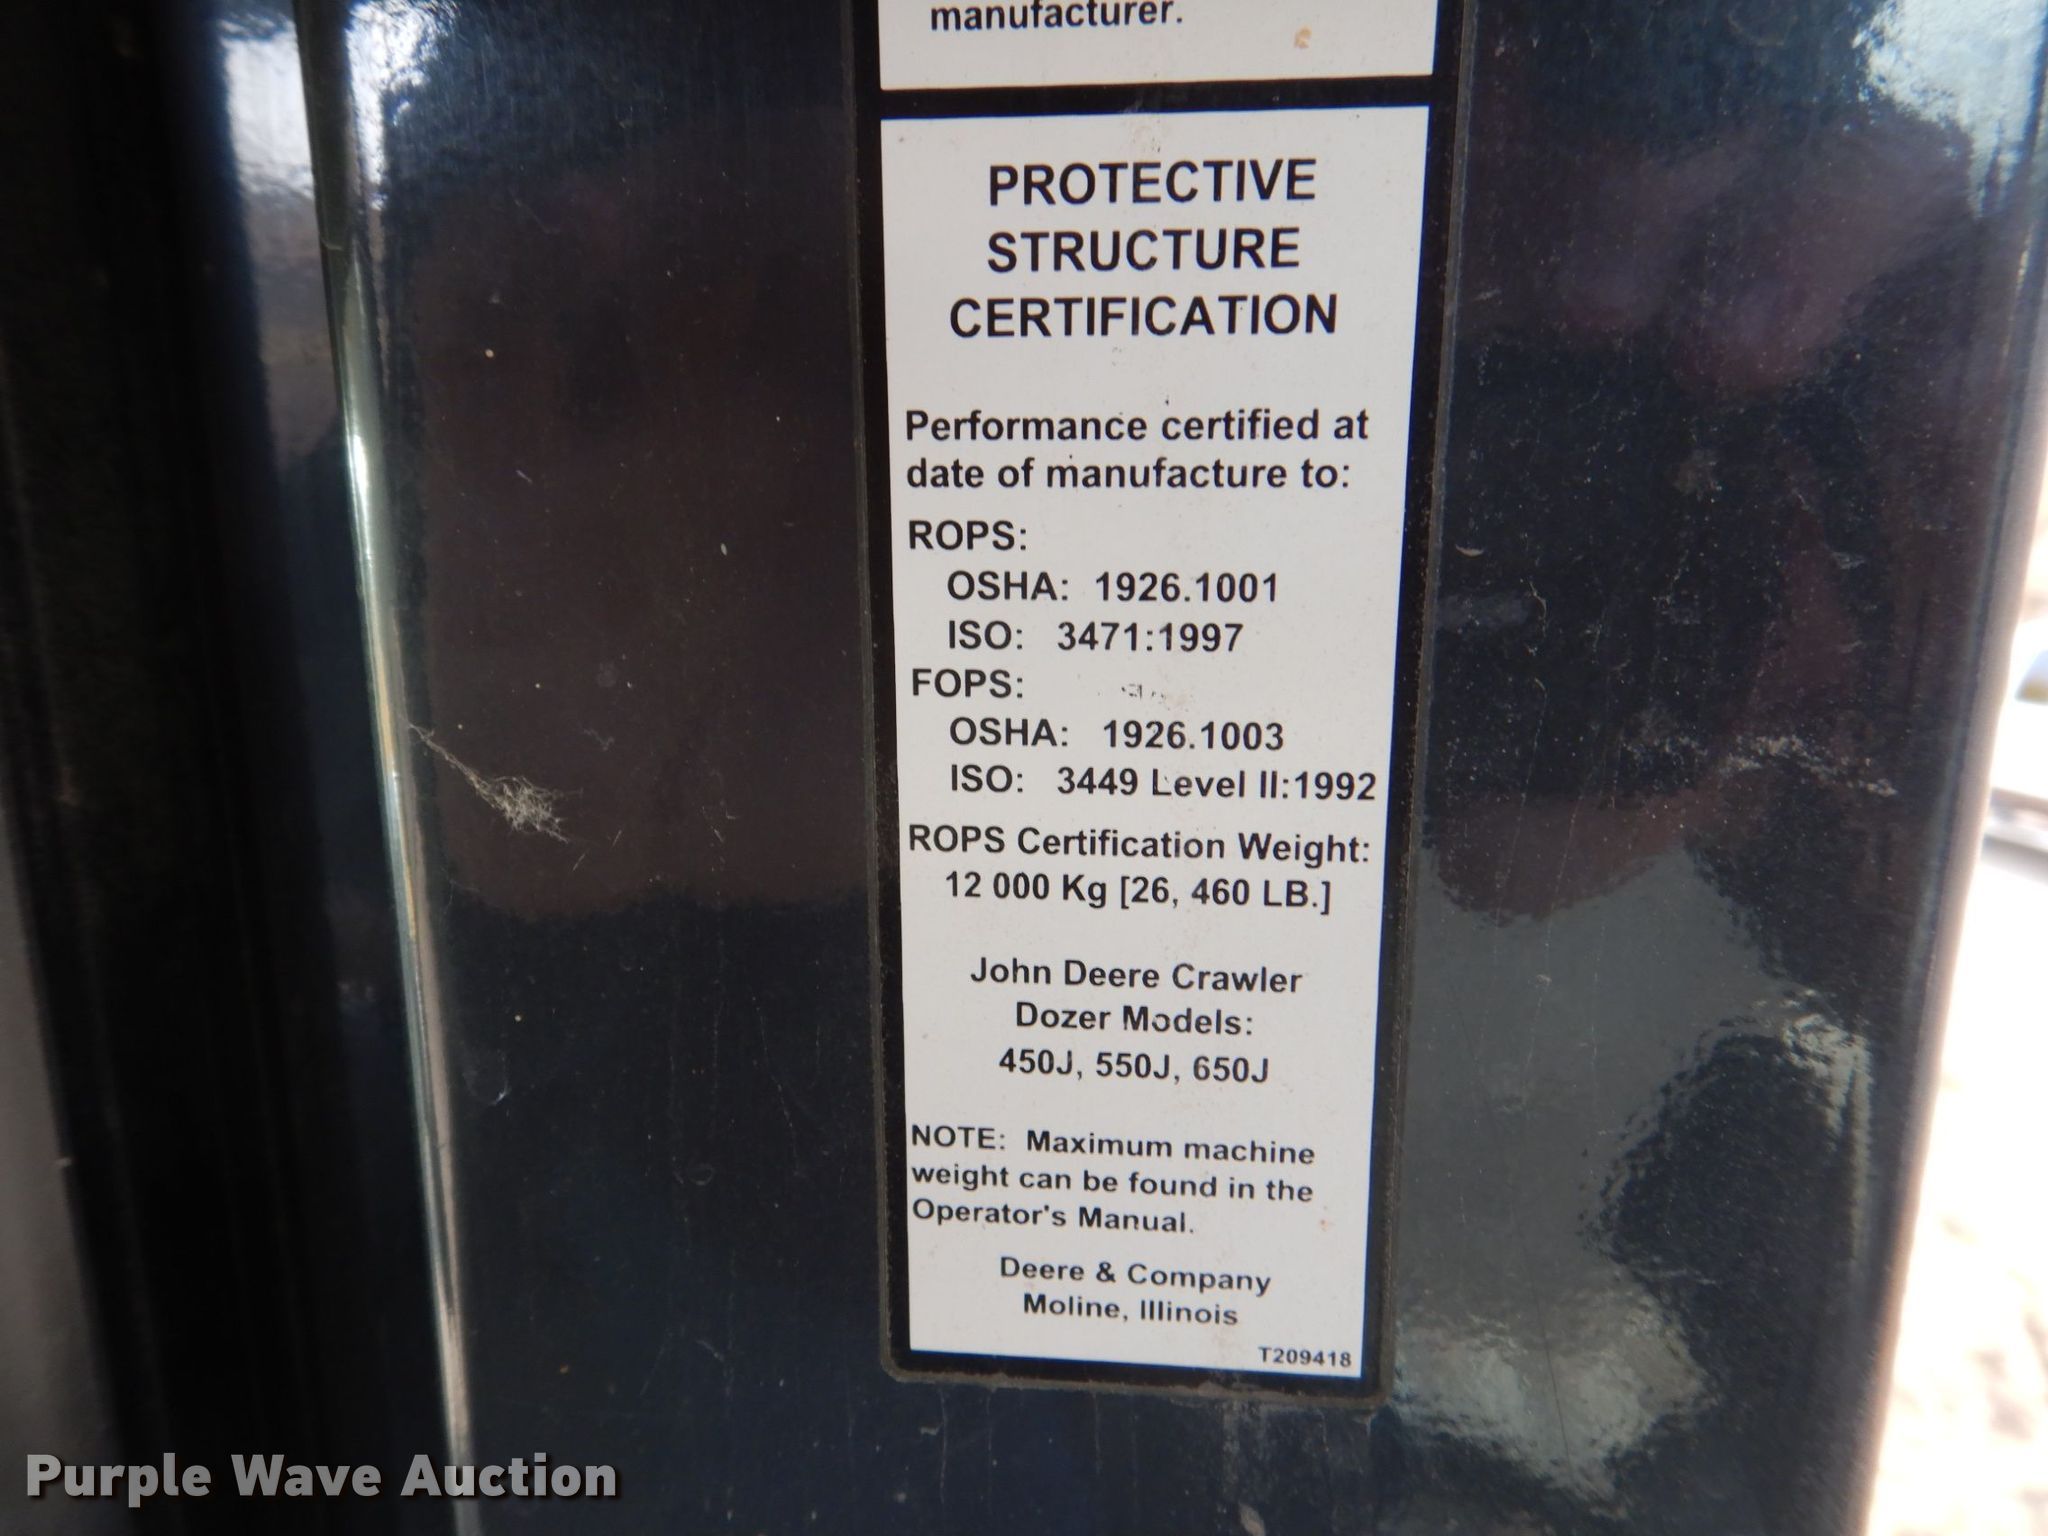 manufacturer.
PROTECTIVE
STRUCTURE
CERTIFICATION
Performance certified at
date of manufacture to:
ROPS:
OSHA: 1926.1001
ISO: 3471:1997
FOPS:
OSHA: 1926.1003
ISO: 3449 Level II:1992
ROPS Certification Weight:
12 000 Kg [26, 460 LB.]
John Deere Crawler
Dozer Models:
450J, 550J, 650J
NOTE: Maximum machine
weight can be found in the
Operator's Manual.
Deere & Company
Moline, Illinois
T209418
Purple Wave Auction